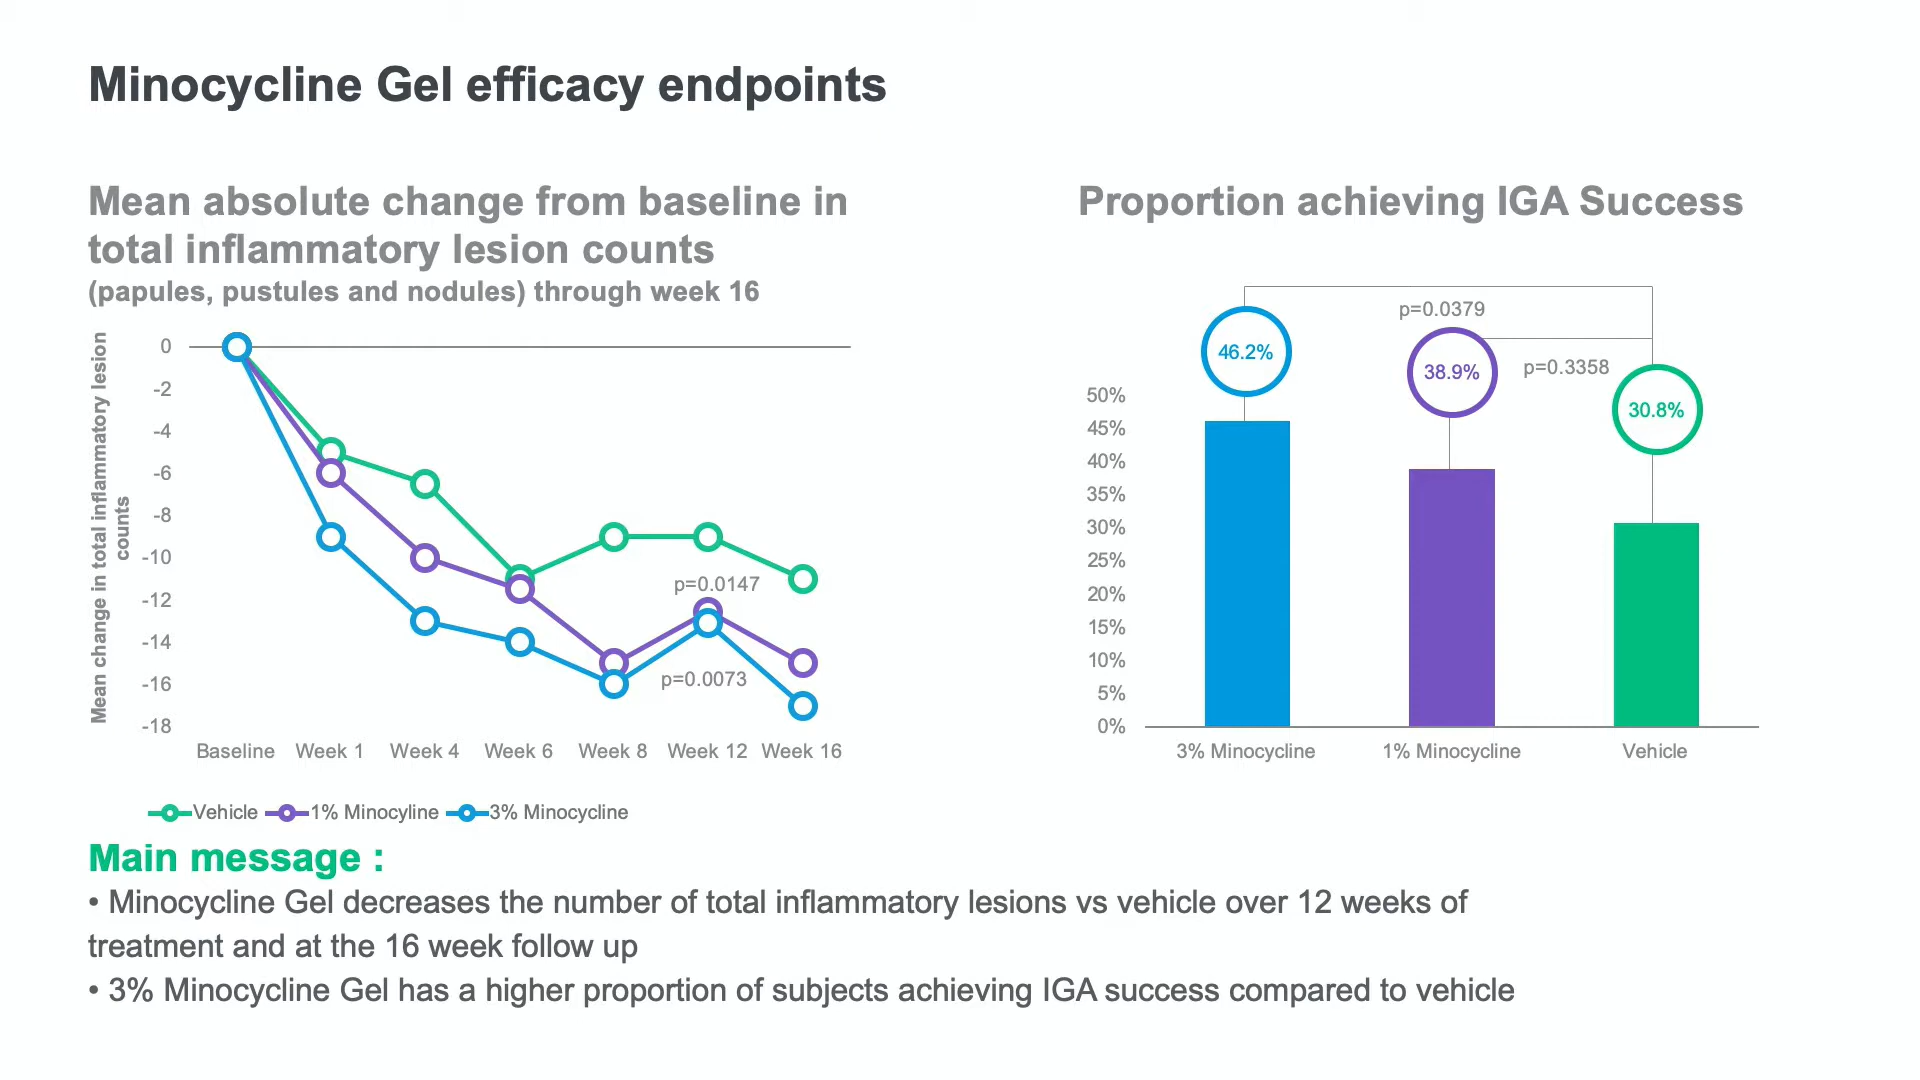 Minocycline Gel efficacy endpoints
Mean absolute change from baseline in
total inflammatory lesion counts
(papules, pustules and nodules) through week 16
Mean change in total inflammatory lesion
counts
0
-2
-4
-6
-8
-10
-12
-14
-16
-18
p=0.0147
p=0.0073
Baseline Week 1 Week 4 Week 6 Week 8 Week 12 Week 16
Vehicle 1% Minocyline 3% Minocycline
Proportion achieving IGA Success
p=0.0379
46.2%
38.9%
p=0.3358
30.8%
50%
45%
40%
35%
30%
25%
20%
15%
10%
5%
0%
3% Minocycline 1% Minocycline Vehicle
Main message :
• Minocycline Gel decreases the number of total inflammatory lesions vs vehicle over 12 weeks of
treatment and at the 16 week follow up
• 3% Minocycline Gel has a higher proportion of subjects achieving IGA success compared to vehicle